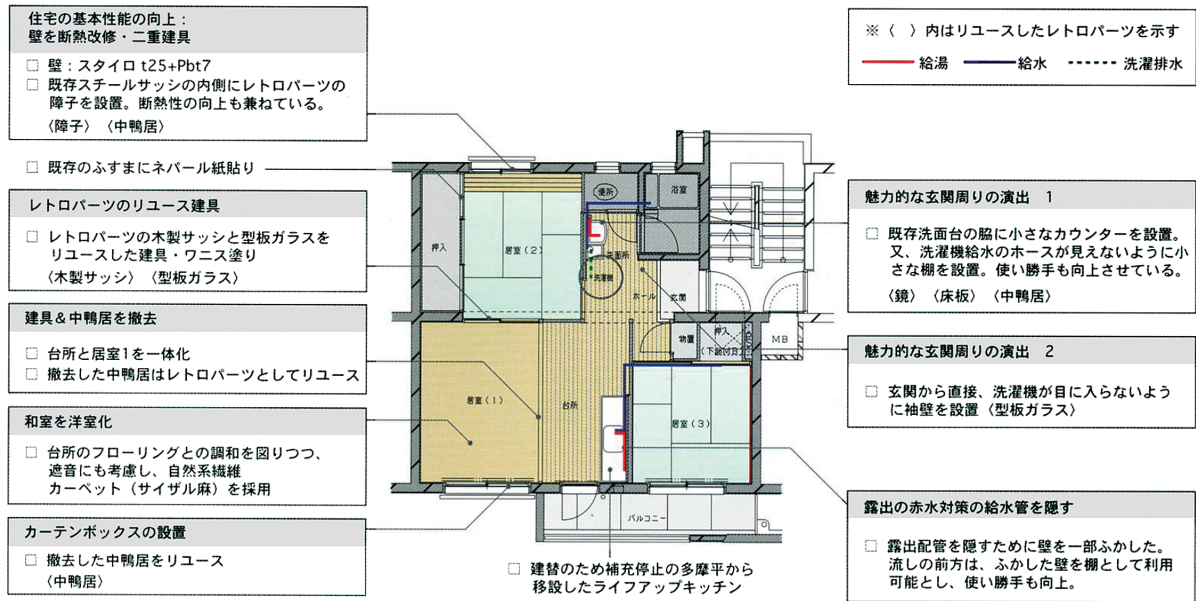 住宅の基本性能の向上：
壁を断熱改修・二重建具
□ 壁：スタイロ t25+Pbt7
□ 既存スチールサッシの内側にレトロパーツの
障子を設置。断熱性の向上も兼ねている。
〈障子〉〈中鴨居〉
□ 既存のふすまにネパール紙貼り
レトロパーツのリユース建具
□ レトロパーツの木製サッシと型板ガラスを
リユースした建具・ワニス塗り
〈木製サッシ〉〈型板ガラス〉
建具＆中鴨居を撤去
□ 台所と居室1を一体化
□ 撤去した中鴨居はレトロパーツとしてリユース
和室を洋室化
□ 台所のフローリングとの調和を図りつつ、
遮音にも考慮し、自然系繊維
カーペット（サイザル麻）を採用
カーテンボックスの設置
□ 撤去した中鴨居をリユース
〈中鴨居〉
押入
居室(2)
便所
浴室
洗面所
洗濯機
ホール
玄関
物置
押入
(下部MB)
MB
居室(1)
台所
居室(3)
バルコニー
□ 建替のため補充停止の多摩平から
移設したライフアップキッチン
※〈 〉内はリユースしたレトロパーツを示す
給湯 給水 洗濯排水
魅力的な玄関周りの演出 1
□ 既存洗面台の脇に小さなカウンターを設置。
又、洗濯機給水のホースが見えないように小
さな棚を設置。使い勝手も向上させている。
〈鏡〉〈床板〉〈中鴨居〉
魅力的な玄関周りの演出 2
□ 玄関から直接、洗濯機が目に入らないよう
に袖壁を設置〈型板ガラス〉
露出の赤水対策の給水管を隠す
□ 露出配管を隠すために壁を一部ふかした。
流しの前方は、ふかした壁を棚として利用
可能とし、使い勝手も向上。